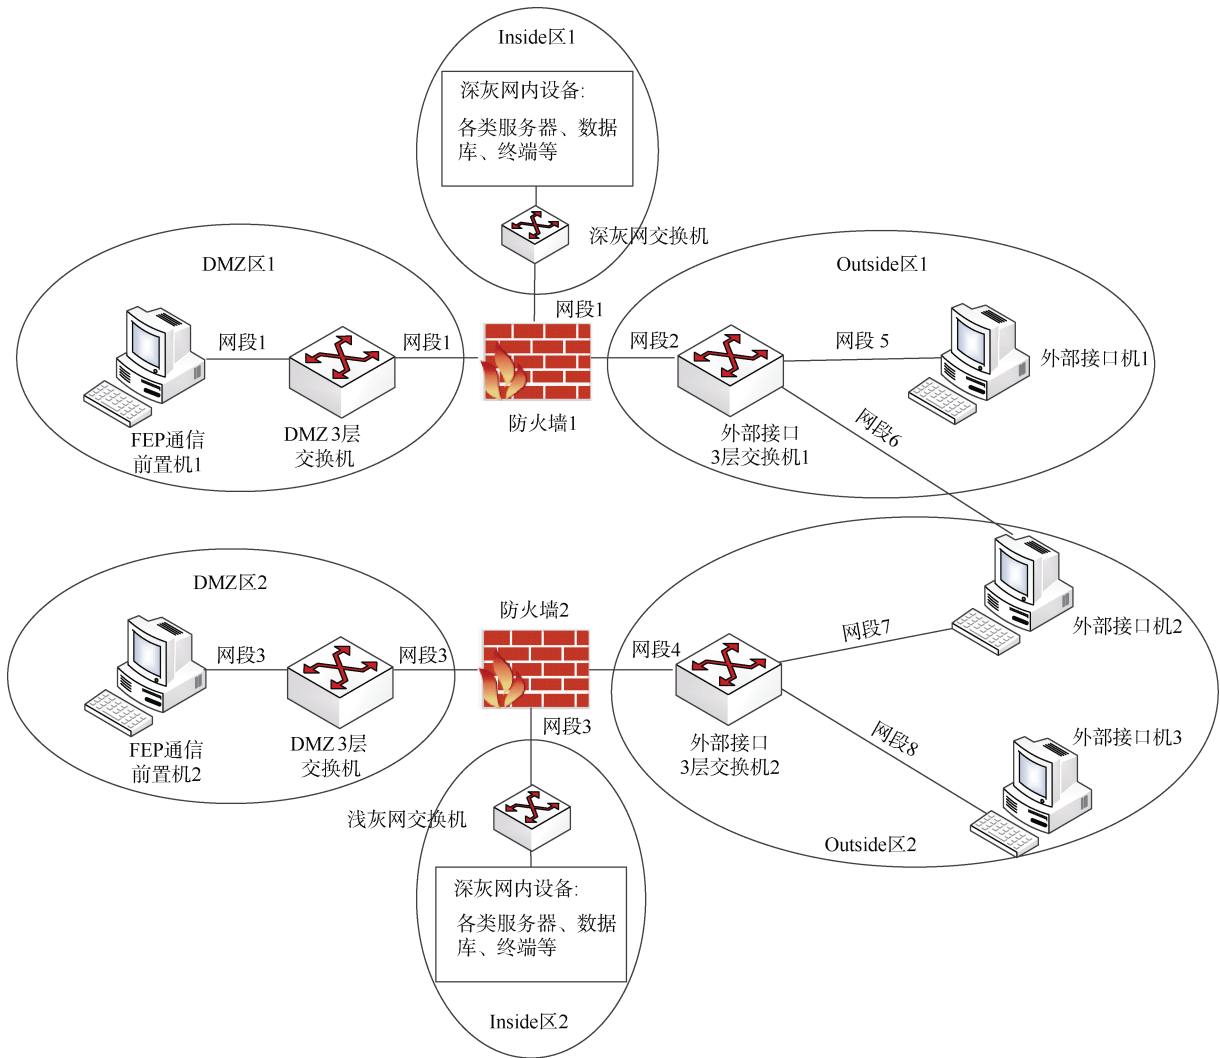 Inside区1
深灰网内设备:
各类服务器、数据
库、终端等
深灰网交换机
DMZ区1
Outside区1
网段1
网段1
网段1
网段2
网段 5
外部接口机1
FEP通信
前置机1
DMZ 3层
交换机
防火墙1
外部接口
3层交换机1
网段6
DMZ区2
防火墙2
网段3
网段3
网段4
网段7
外部接口机2
FEP通信
前置机2
DMZ 3层
交换机
网段3
外部接口
3层交换机2
网段8
外部接口机3
浅灰网交换机
Outside区2
深灰网内设备:
各类服务器、数据
库、终端等
Inside区2